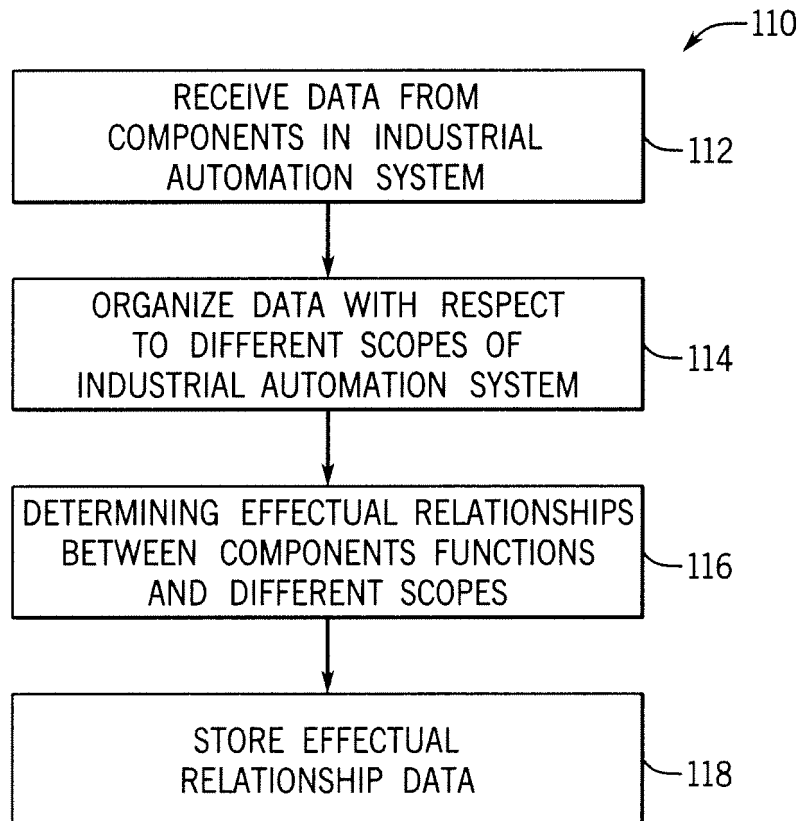 110
RECEIVE DATA FROM
COMPONENTS IN INDUSTRIAL
AUTOMATION SYSTEM
112
ORGANIZE DATA WITH RESPECT
TO DIFFERENT SCOPES OF
INDUSTRIAL AUTOMATION SYSTEM
114
DETERMINING EFFECTUAL RELATIONSHIPS
BETWEEN COMPONENTS FUNCTIONS
AND DIFFERENT SCOPES
116
STORE EFFECTUAL
RELATIONSHIP DATA
118